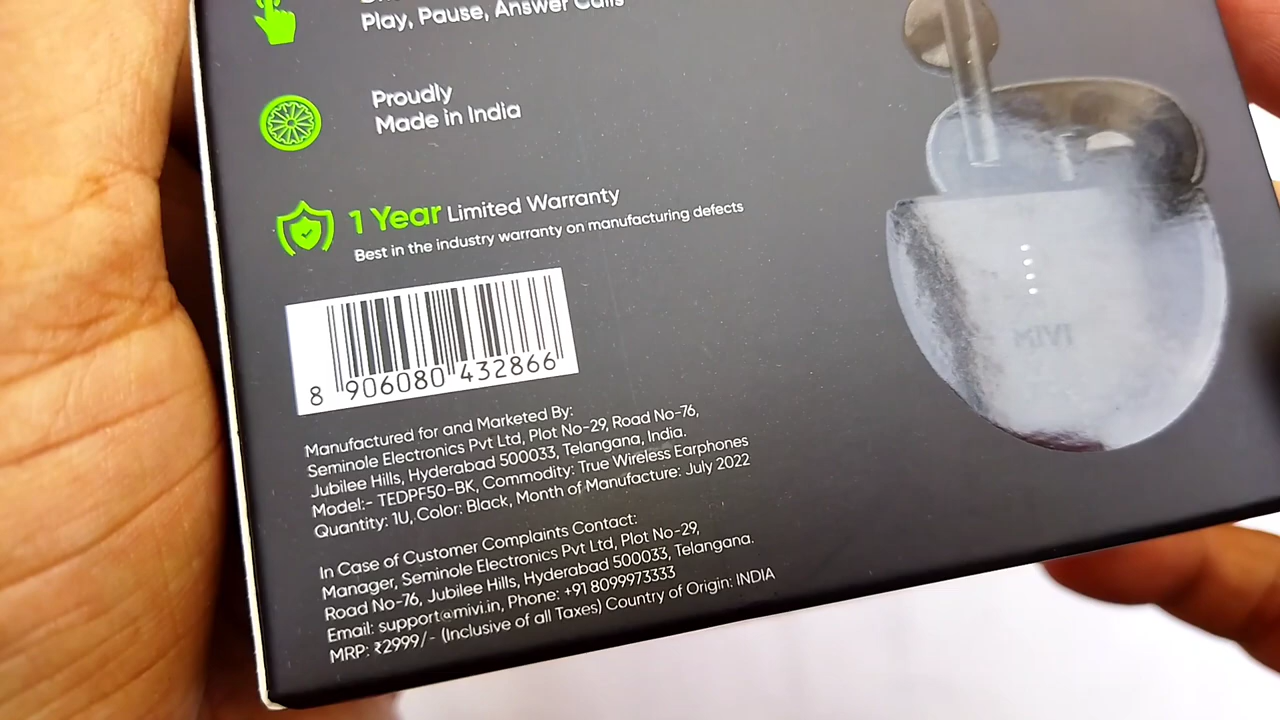 Play, Pause, Answer Calls
Proudly
Made in India
1 Year Limited Warranty
Best in the industry warranty on manufacturing defects
8 906080 432866
Manufactured for and Marketed By:
Seminole Electronics Pvt Ltd, Plot No-29, Road No-76,
Jubilee Hills, Hyderabad 500033, Telangana, India.
Model:- TEDPF50-BK, Commodity: True Wireless Earphones
Quantity: 1U, Color: Black, Month of Manufacture: July 2022
In Case of Customer Complaints Contact:
Manager, Seminole Electronics Pvt Ltd, Plot No-29,
Road No-76, Jubilee Hills, Hyderabad 500033, Telangana.
Email: support@mivi.in, Phone: +91 8099973333
MRP: ₹2999/- (Inclusive of all Taxes) Country of Origin: INDIA